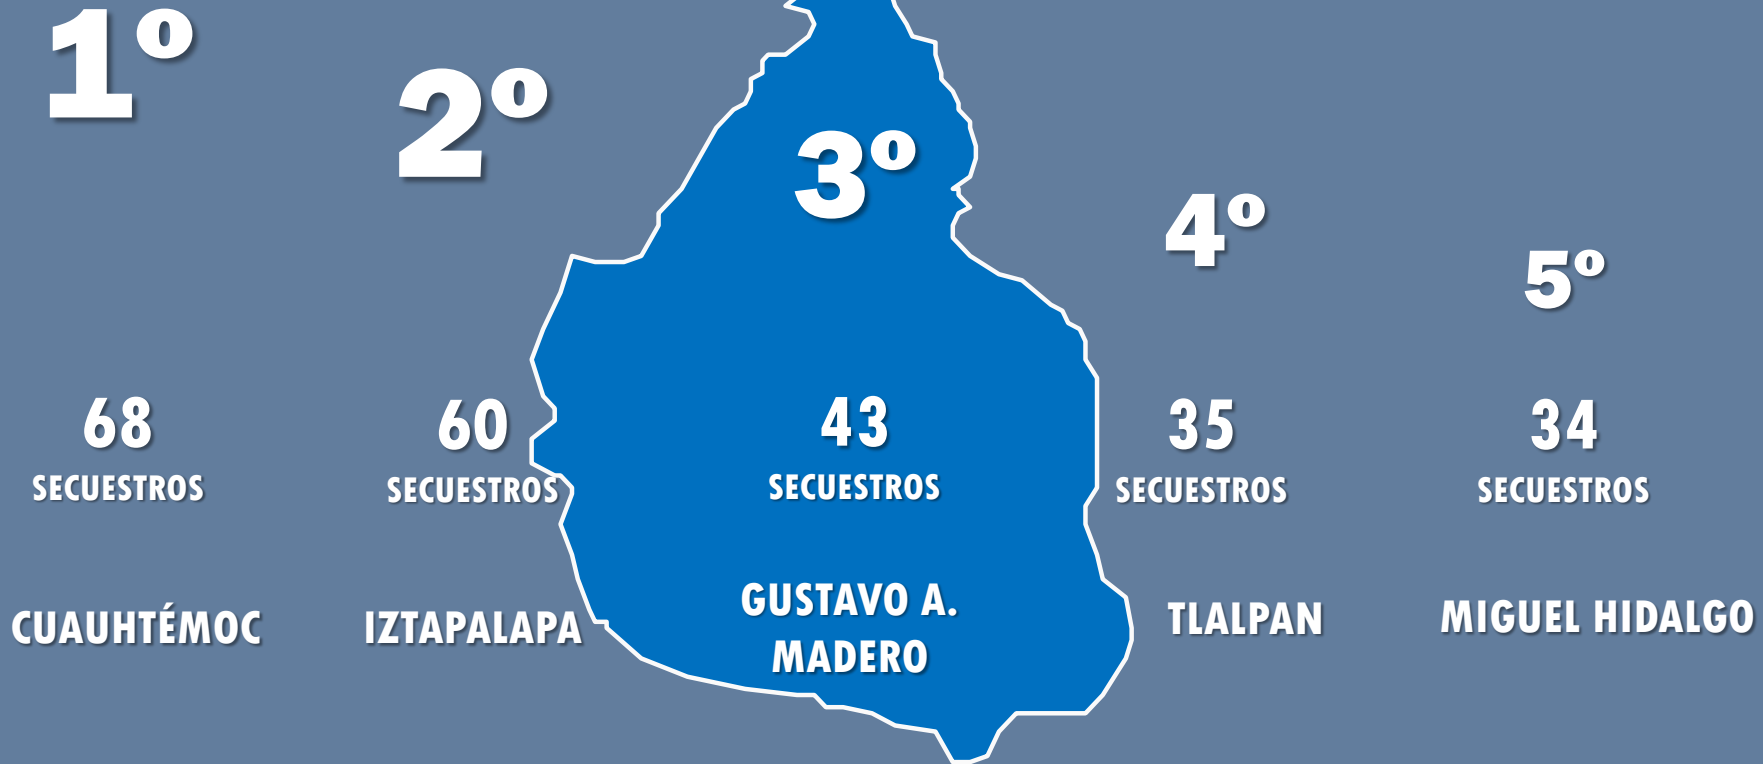 1º
68
SECUESTROS
CUAUHTÉMOC
2º
60
SECUESTROS
IZTAPALAPA
3º
43
SECUESTROS
GUSTAVO A.
MADERO
4º
35
SECUESTROS
TLALPAN
5º
34
SECUESTROS
MIGUEL HIDALGO